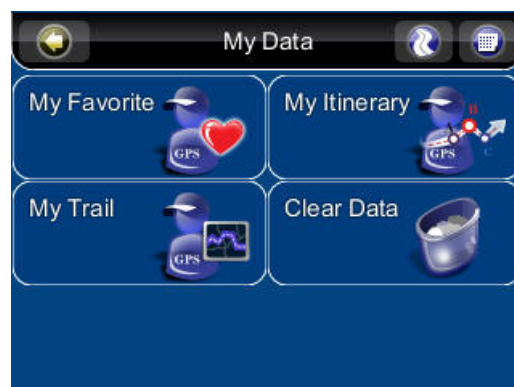 My Data
My Favorite
GPS
My Itinerary
B
C
GPS
My Trail
GPS
Clear Data